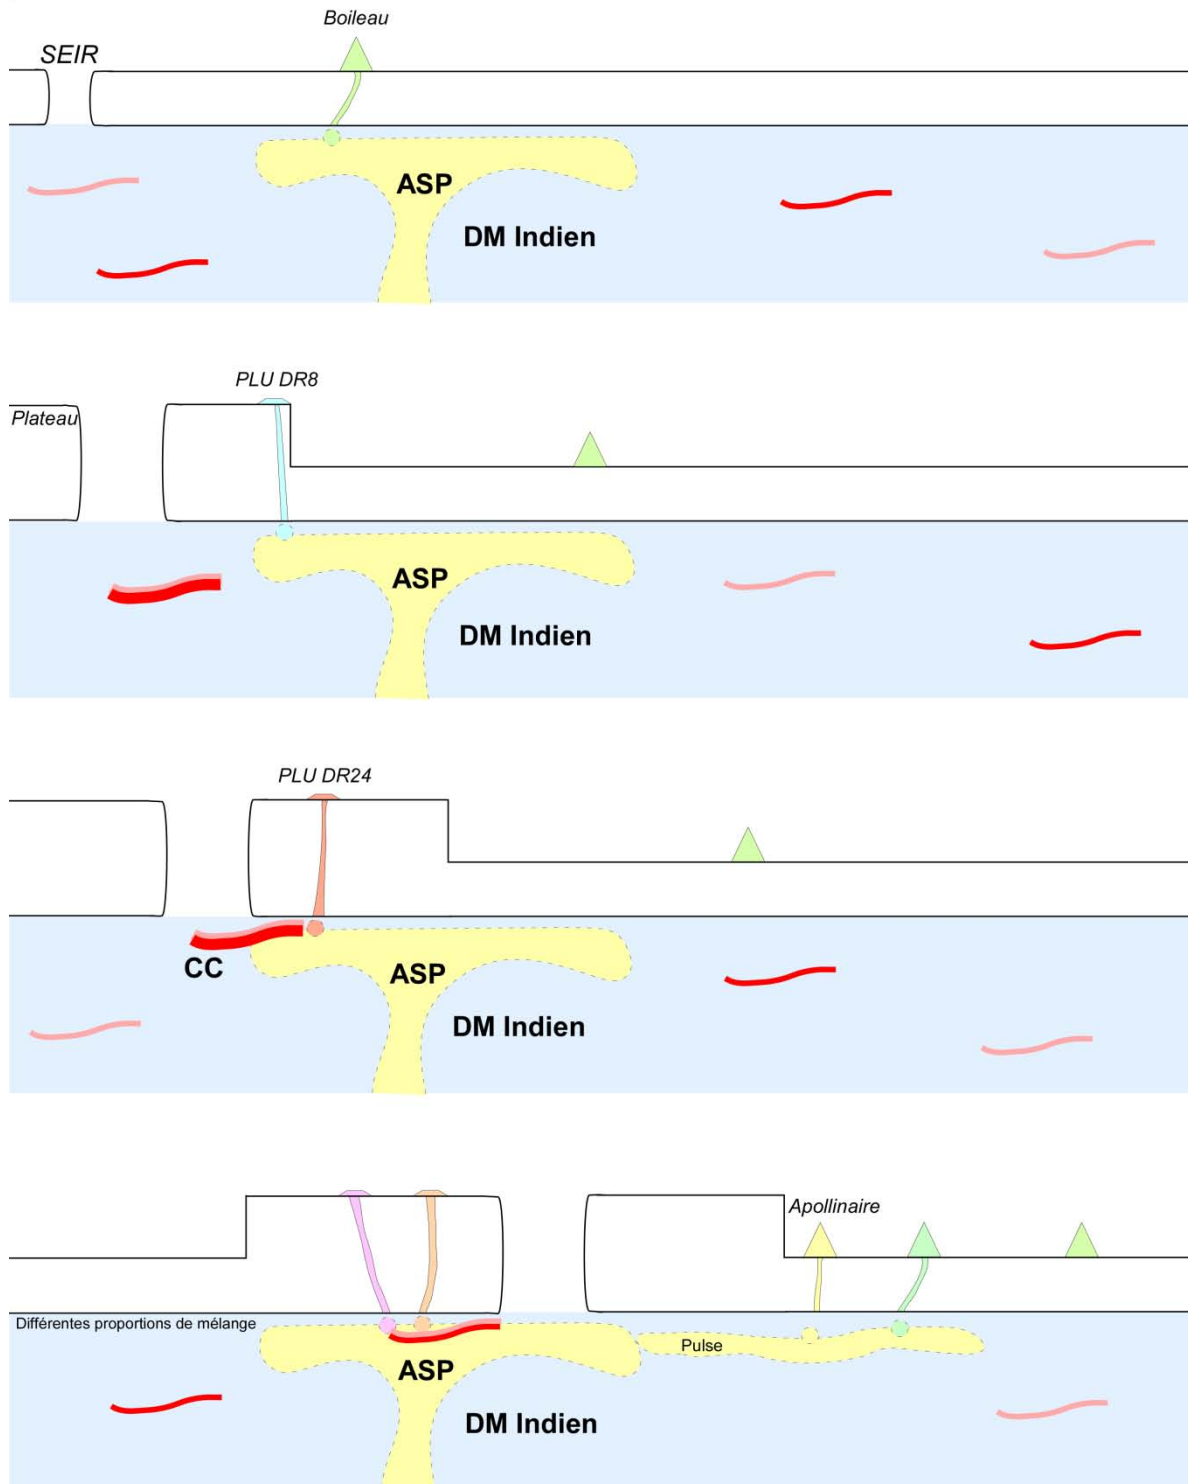 Boileau
SEIR
ASP
DM Indien
PLU DR8
Plateau
ASP
DM Indien
PLU DR24
CC
ASP
DM Indien
Apollinaire
Différentes proportions de mélange
Pulse
ASP
DM Indien